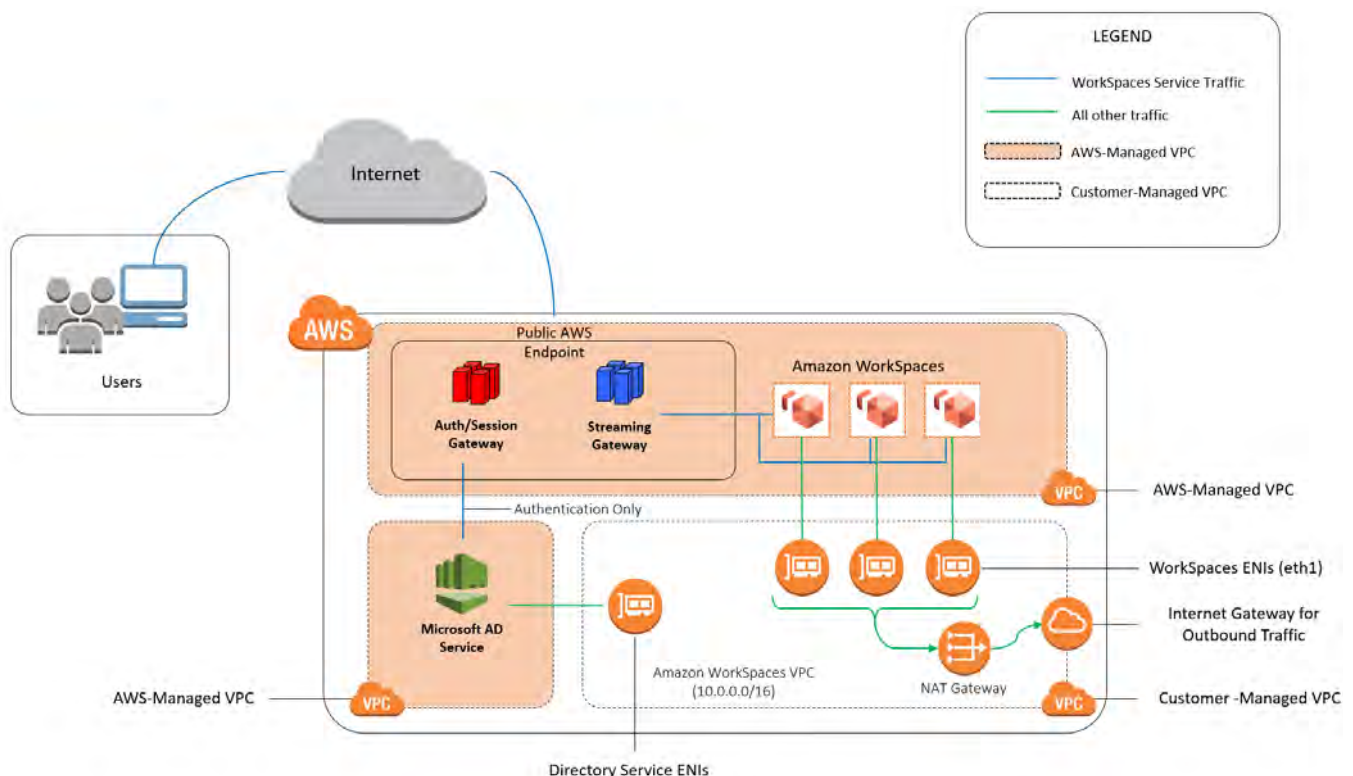 LEGEND
WorkSpaces Service Traffic
All other traffic
AWS-Managed VPC
Customer-Managed VPC
Internet
Users
AWS
Public AWS
Endpoint
Amazon WorkSpaces
Auth/Session
Gateway
Streaming
Gateway
VPC
AWS-Managed VPC
Authentication Only
Microsoft AD
Service
WorkSpaces ENIs (eth1)
Internet Gateway for
Outbound Traffic
Amazon WorkSpaces VPC
(10.0.0.0/16)
NAT Gateway
AWS-Managed VPC
VPC
VPC
Customer -Managed VPC
Directory Service ENIs